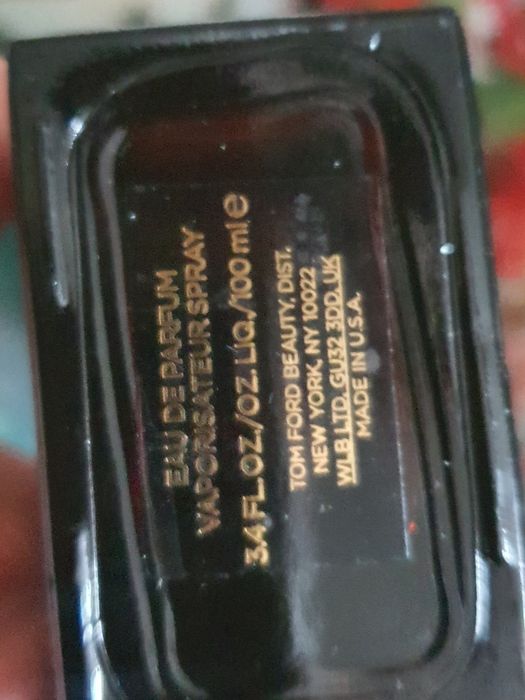 EAU DE PARFUM
VAPORISATEUR SPRAY
3.4 FL.OZ./OZ. LIQ./100 ml ℮
TOM FORD BEAUTY, DIST.
NEW YORK, NY 10022
WLB LTD. GU32 3DD. UK
MADE IN U.S.A.